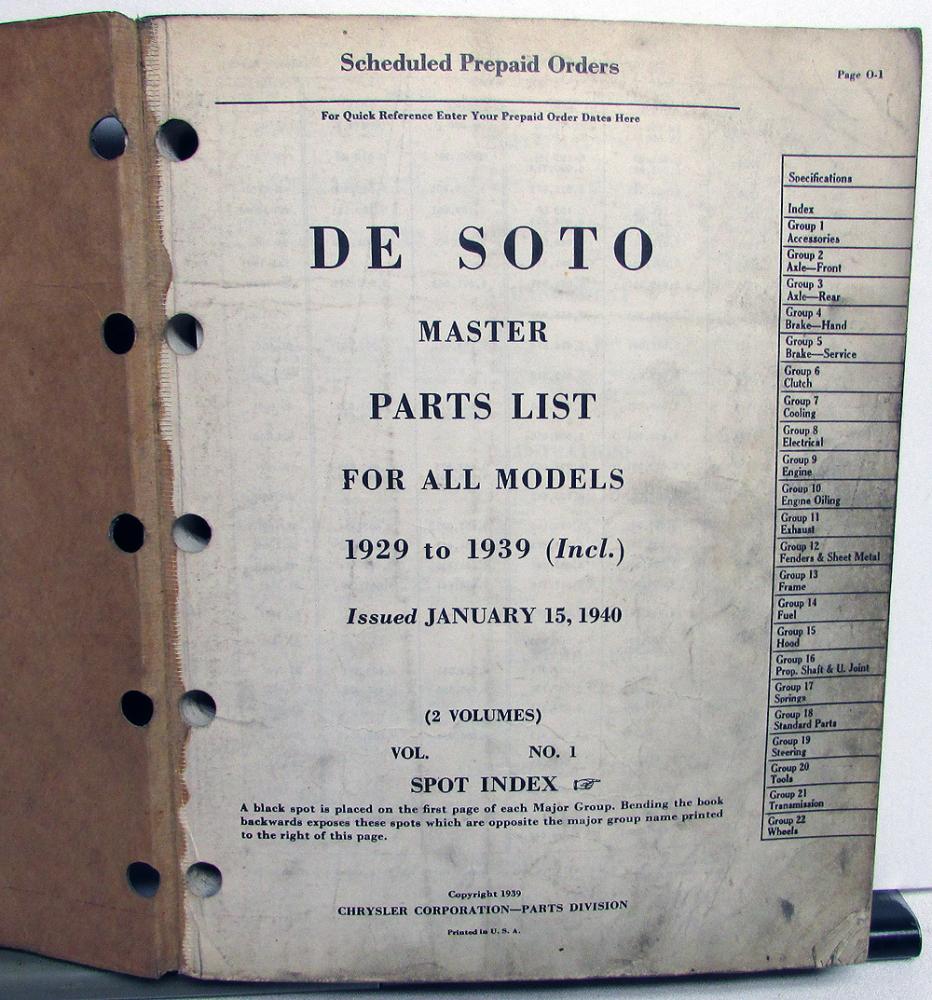 Scheduled Prepaid Orders
Page O-1
For Quick Reference Enter Your Prepaid Order Dates Here
DE SOTO
MASTER
PARTS LIST
FOR ALL MODELS
1929 to 1939 (Incl.)
Issued JANUARY 15, 1940
(2 VOLUMES)
VOL. NO. 1
SPOT INDEX ☞
A black spot is placed on the first page of each Major Group. Bending the book
backwards exposes these spots which are opposite the major group name printed
to the right of this page.
Copyright 1939
CHRYSLER CORPORATION—PARTS DIVISION
Printed in U. S. A.
Specifications
Index
Group 1
Accessories
Group 2
Axle—Front
Group 3
Axle—Rear
Group 4
Brake—Hand
Group 5
Brake—Service
Group 6
Clutch
Group 7
Cooling
Group 8
Electrical
Group 9
Engine
Group 10
Engine Oiling
Group 11
Exhaust
Group 12
Fenders & Sheet Metal
Group 13
Frame
Group 14
Fuel
Group 15
Hood
Group 16
Prop. Shaft & U. Joint
Group 17
Springs
Group 18
Standard Parts
Group 19
Steering
Group 20
Tools
Group 21
Transmission
Group 22
Wheels